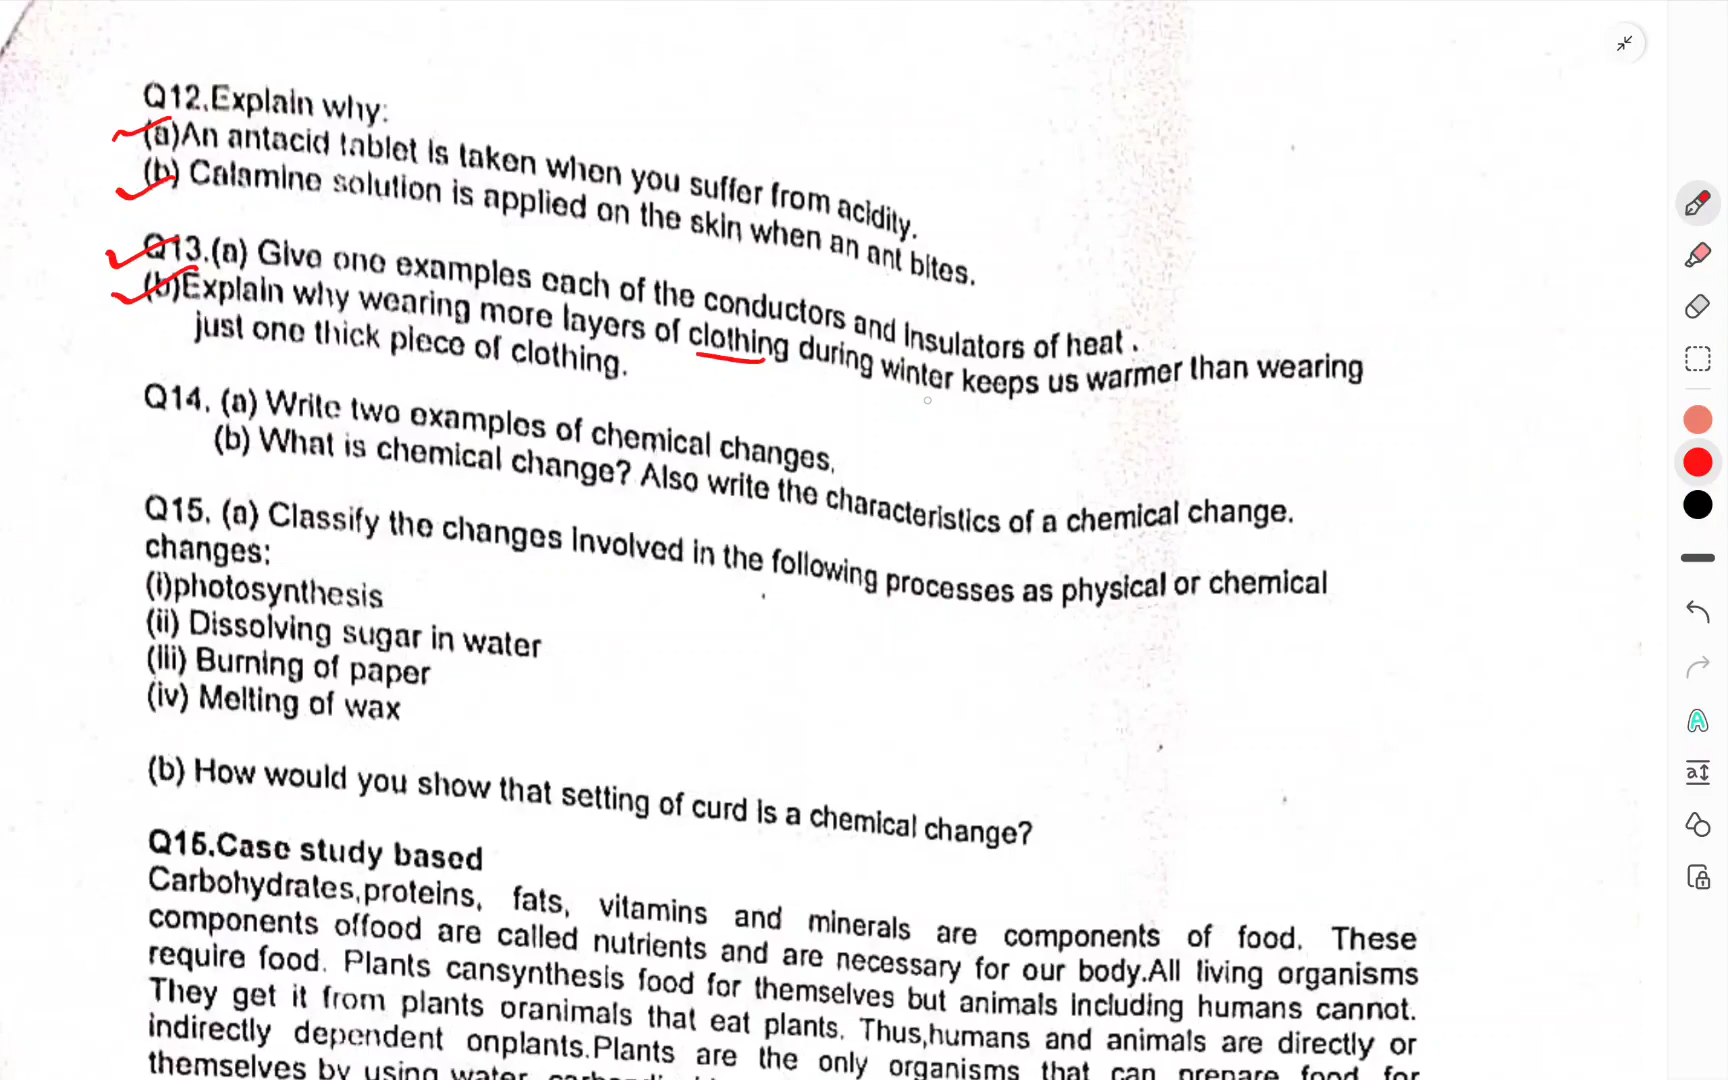 Q12.Explain why:
(a)An antacid tablet is taken when you suffer from acidity.
(b) Calamine solution is applied on the skin when an ant bites.
Q13.(a) Give one examples each of the conductors and insulators of heat .
(b)Explain why wearing more layers of clothing during winter keeps us warmer than wearing
just one thick piece of clothing.
Q14. (a) Write two examples of chemical changes.
(b) What is chemical change? Also write the characteristics of a chemical change.
Q15. (a) Classify the changes involved in the following processes as physical or chemical
changes:
(i)photosynthesis
(ii) Dissolving sugar in water
(iii) Burning of paper
(iv) Melting of wax
(b) How would you show that setting of curd is a chemical change?
Q16.Case study based
Carbohydrates,proteins, fats, vitamins and minerals are components of food. These
components offood are called nutrients and are necessary for our body.All living organisms
require food. Plants cansynthesis food for themselves but animals including humans cannot.
They get it from plants oranimals that eat plants. Thus,humans and animals are directly or
indirectly dependent onplants.Plants are the only organisms that can prepare food for
themselves by using water,
A
a